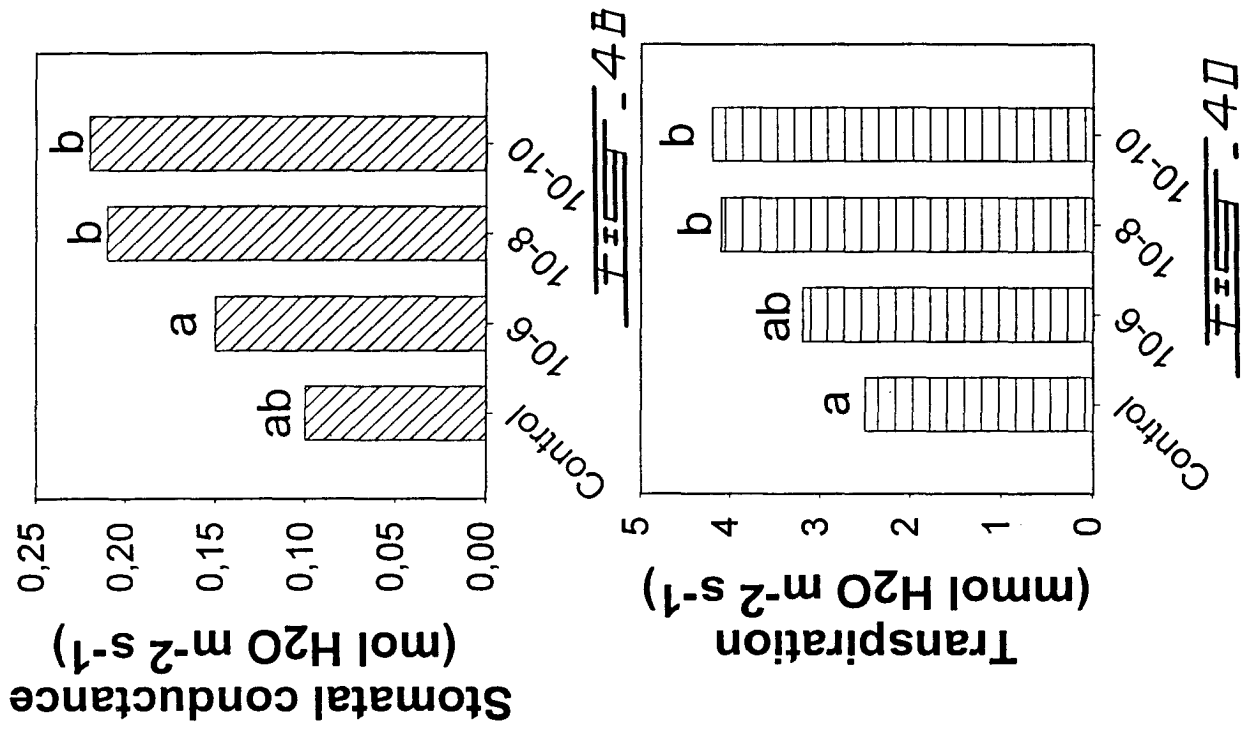 Stomatal conductance
(mol H2O m-2 s-1)
0,25
0,20
0,15
0,10
0,05
0,00
ab
a
b
b
Control
10-6
10-8
10-10
FIG. 4B
Transpiration
(mmol H2O m-2 s-1)
5
4
3
2
1
0
a
ab
b
b
Control
10-6
10-8
10-10
FIG. 4D